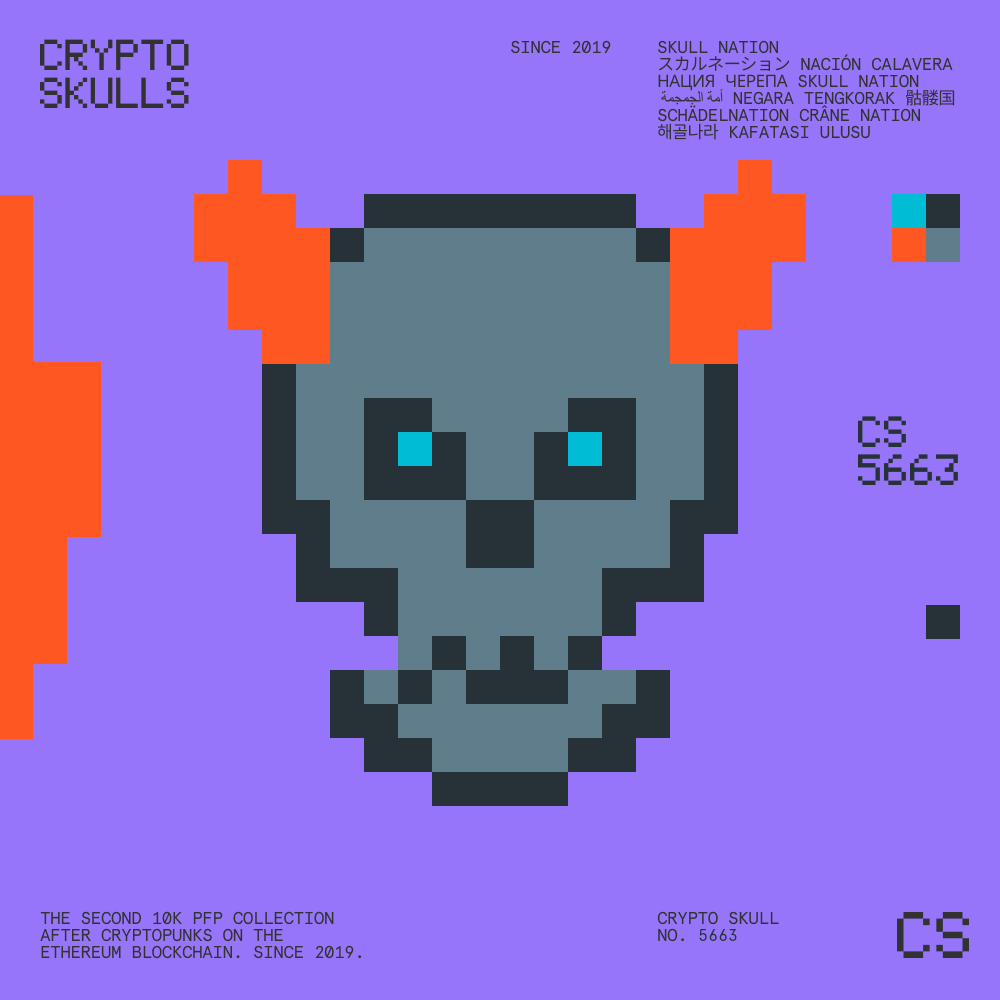 CRYPTO
SKULLS
SINCE 2019
SKULL NATION
スカルネーション NACIÓN CALAVERA
НАЦИЯ ЧЕРЕПА SKULL NATION
أمة الجمجمة NEGARA TENGKORAK 骷髅国
SCHÄDELNATION CRÂNE NATION
해골나라 KAFATASI ULUSU
CS
5663
THE SECOND 10K PFP COLLECTION
AFTER CRYPTOPUNKS ON THE
ETHEREUM BLOCKCHAIN. SINCE 2019.
CRYPTO SKULL
NO. 5663
CS